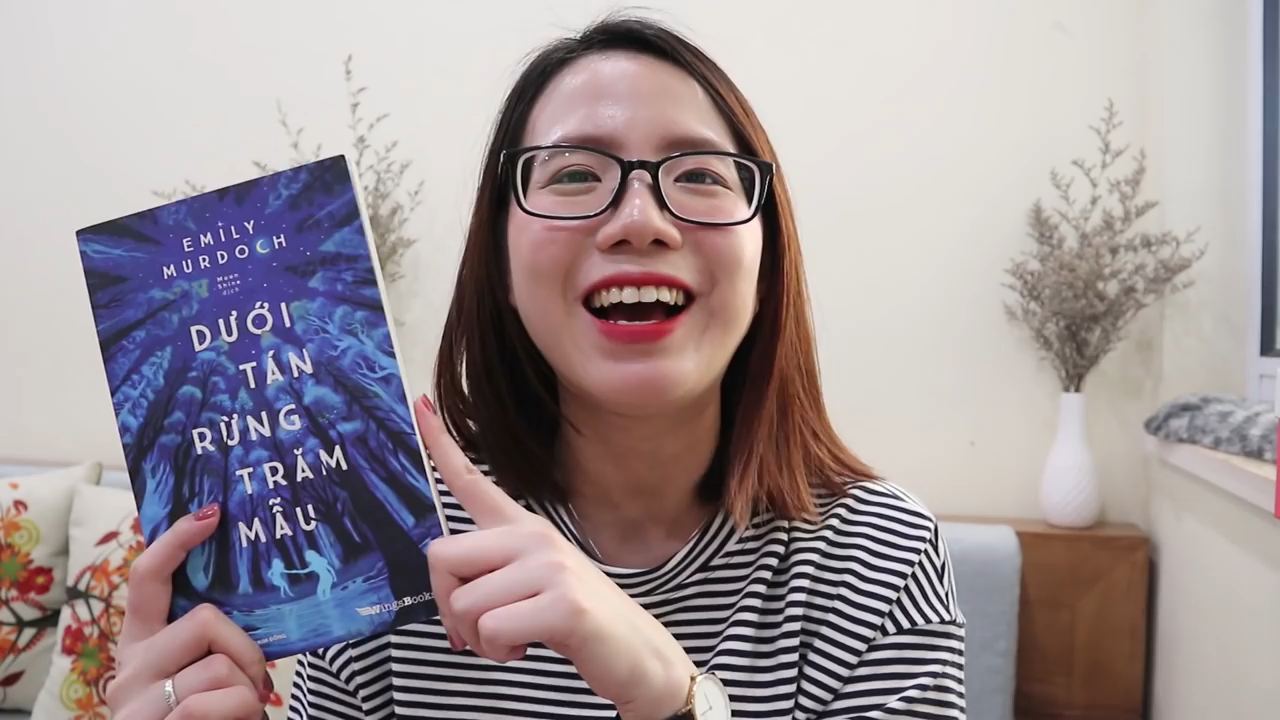 EMILY
MURDOCH
Moon
Shine
dịch
DƯỚI
TÁN
RỪNG
TRĂM
MẪU
WingsBooks